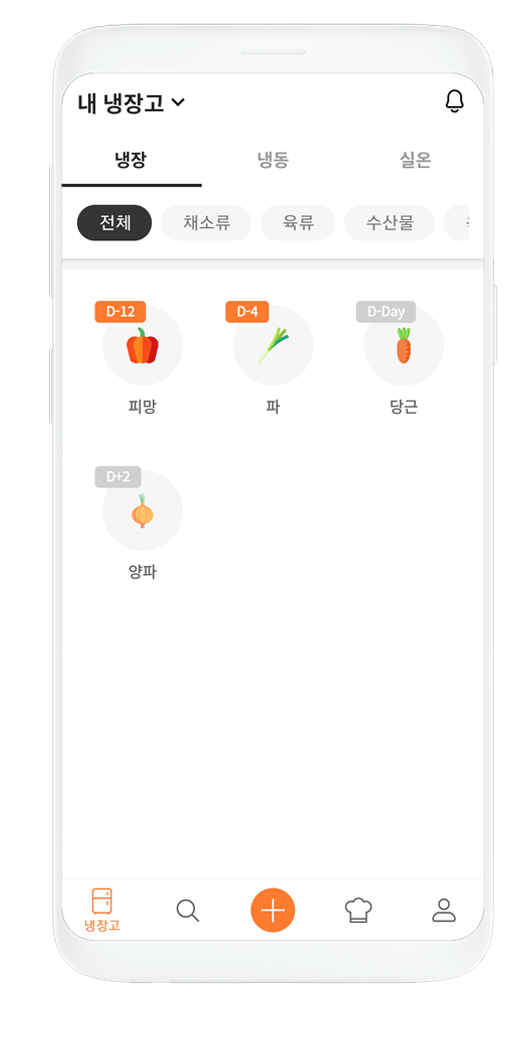 내 냉장고
냉장 냉동 실온
전체 채소류 육류 수산물
D-12 D-4 D-Day
피망 파 당근
D+2
양파
냉장고